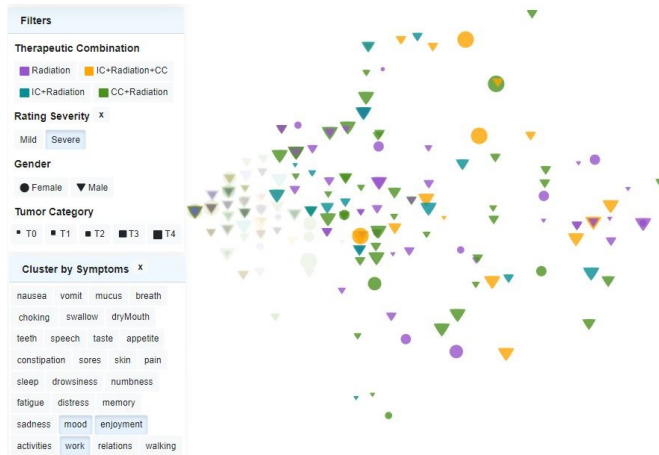 Filters
Therapeutic Combination
Radiation IC+Radiation+CC
IC+Radiation CC+Radiation
Rating Severity x
Mild Severe
Gender
Female Male
Tumor Category
T0 T1 T2 T3 T4
Cluster by Symptoms x
nausea vomit mucus breath
choking swallow dryMouth
teeth speech taste appetite
constipation sores skin pain
sleep drowsiness numbness
fatigue distress memory
sadness mood enjoyment
activities work relations walking